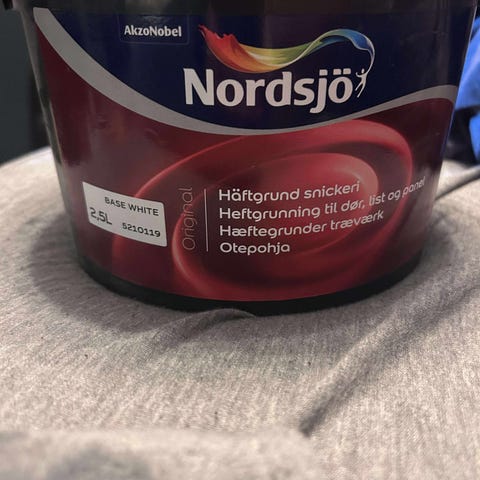 AkzoNobel
Nordsjö
BASE WHITE
2,5L
5210119
Original
Häftgrund snickeri
Heftgrunning til dør, list og panel
Hæftegrunder træværk
Otepohja